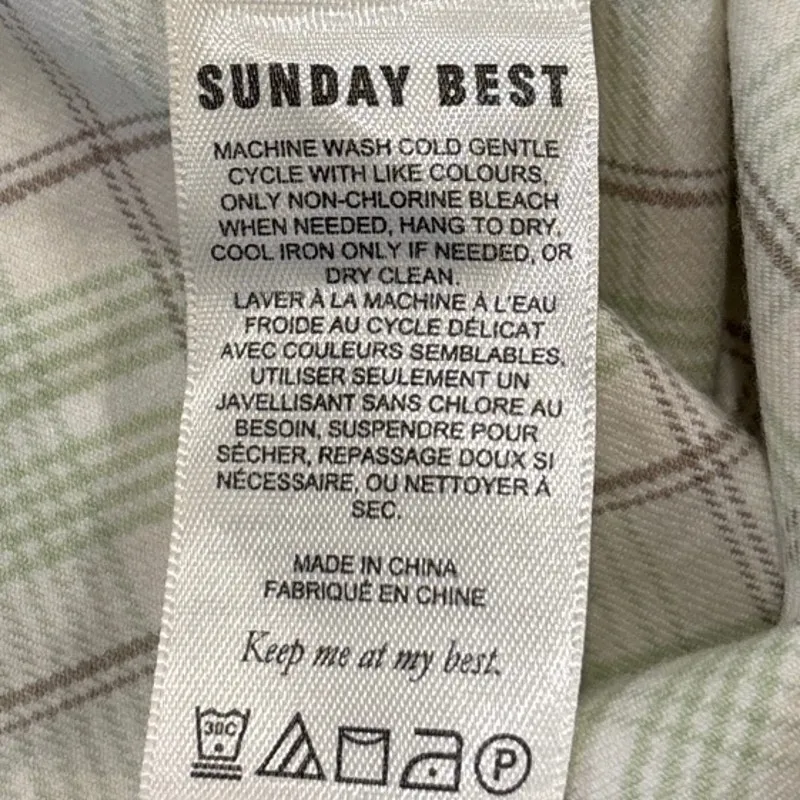 SUNDAY BEST
MACHINE WASH COLD GENTLE
CYCLE WITH LIKE COLOURS,
ONLY NON-CHLORINE BLEACH
WHEN NEEDED, HANG TO DRY,
COOL IRON ONLY IF NEEDED, OR
DRY CLEAN.
LAVER À LA MACHINE À L'EAU
FROIDE AU CYCLE DÉLICAT
AVEC COULEURS SEMBLABLES,
UTILISER SEULEMENT UN
JAVELLISANT SANS CHLORE AU
BESOIN, SUSPENDRE POUR
SÉCHER, REPASSAGE DOUX SI
NÉCESSAIRE, OU NETTOYER À
SEC.
MADE IN CHINA
FABRIQUÉ EN CHINE
Keep me at my best.
30C P